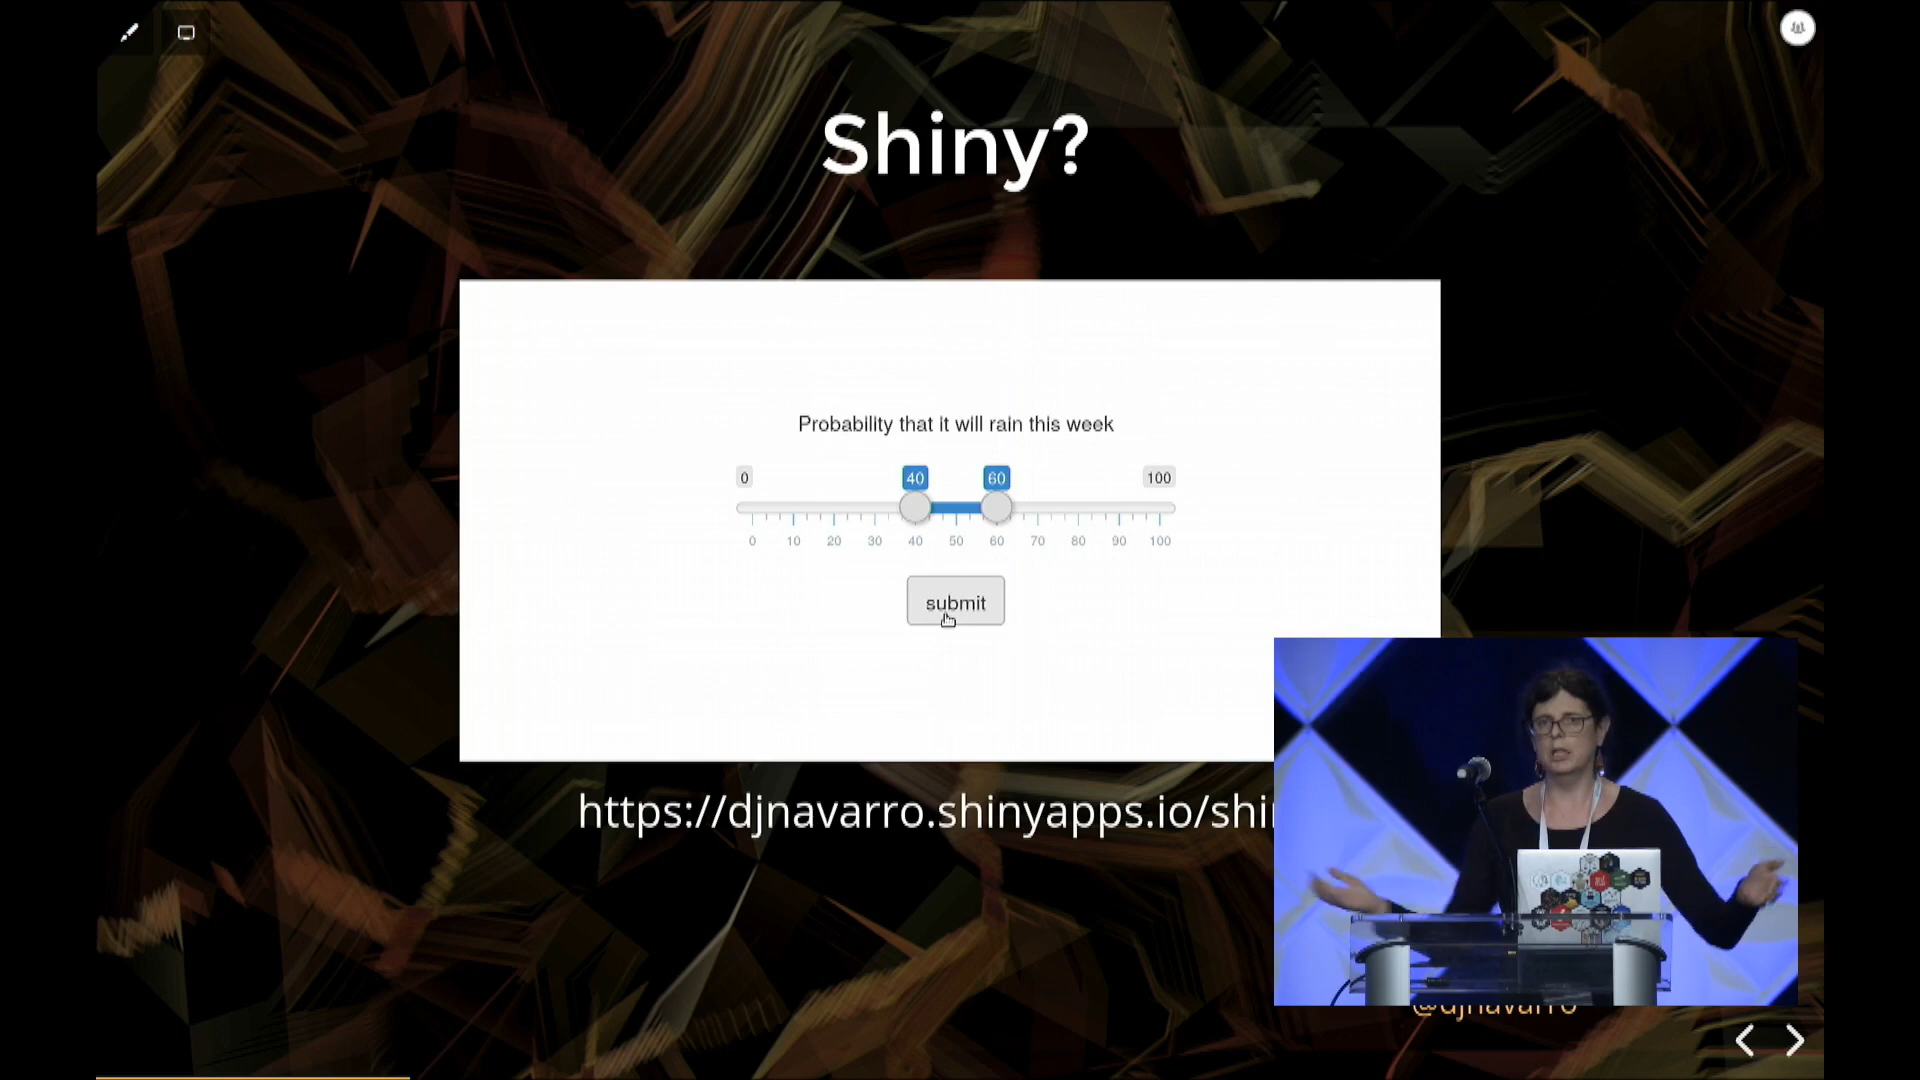 Shiny?
Probability that it will rain this week
0 40 60 100
0 10 20 30 40 50 60 70 80 90 100
submit
https://djnavarro.shinyapps.io/shi
@djnavarro